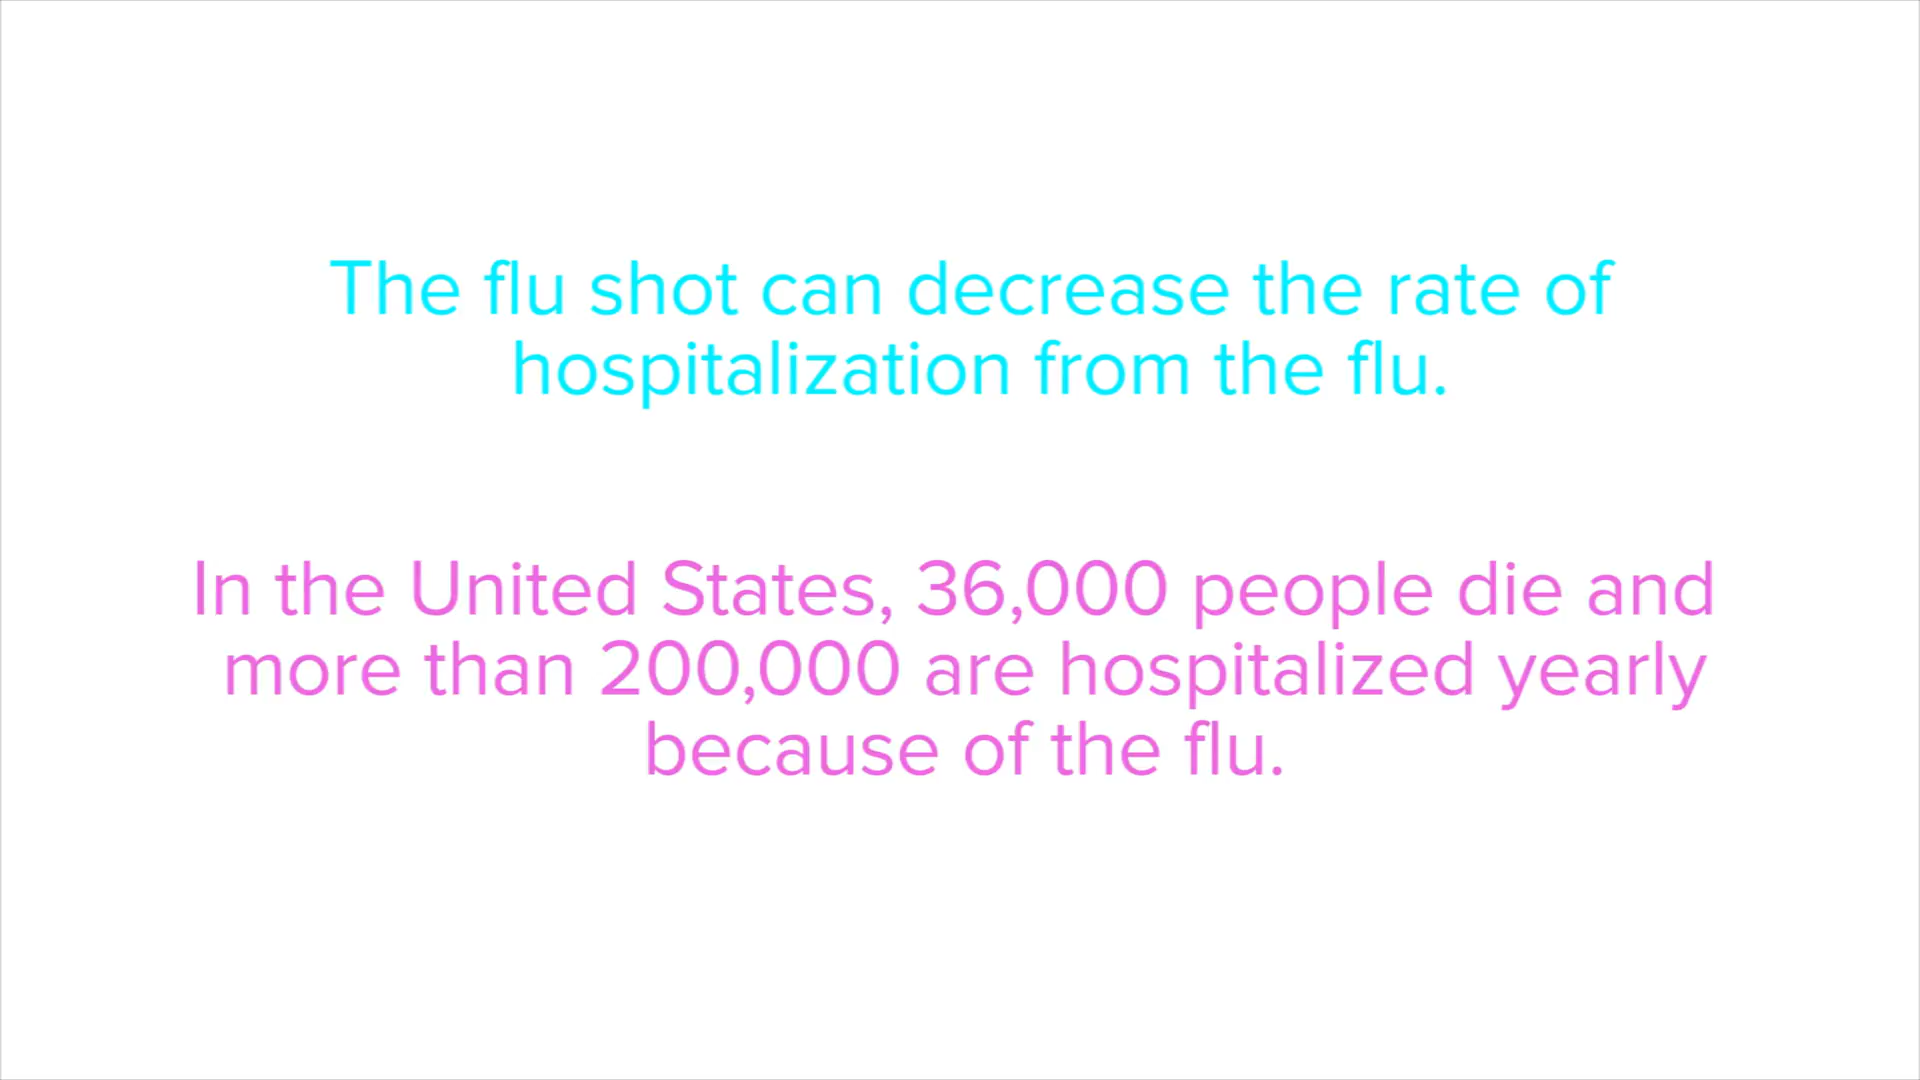 The flu shot can decrease the rate of
hospitalization from the flu.
In the United States, 36,000 people die and
more than 200,000 are hospitalized yearly
because of the flu.